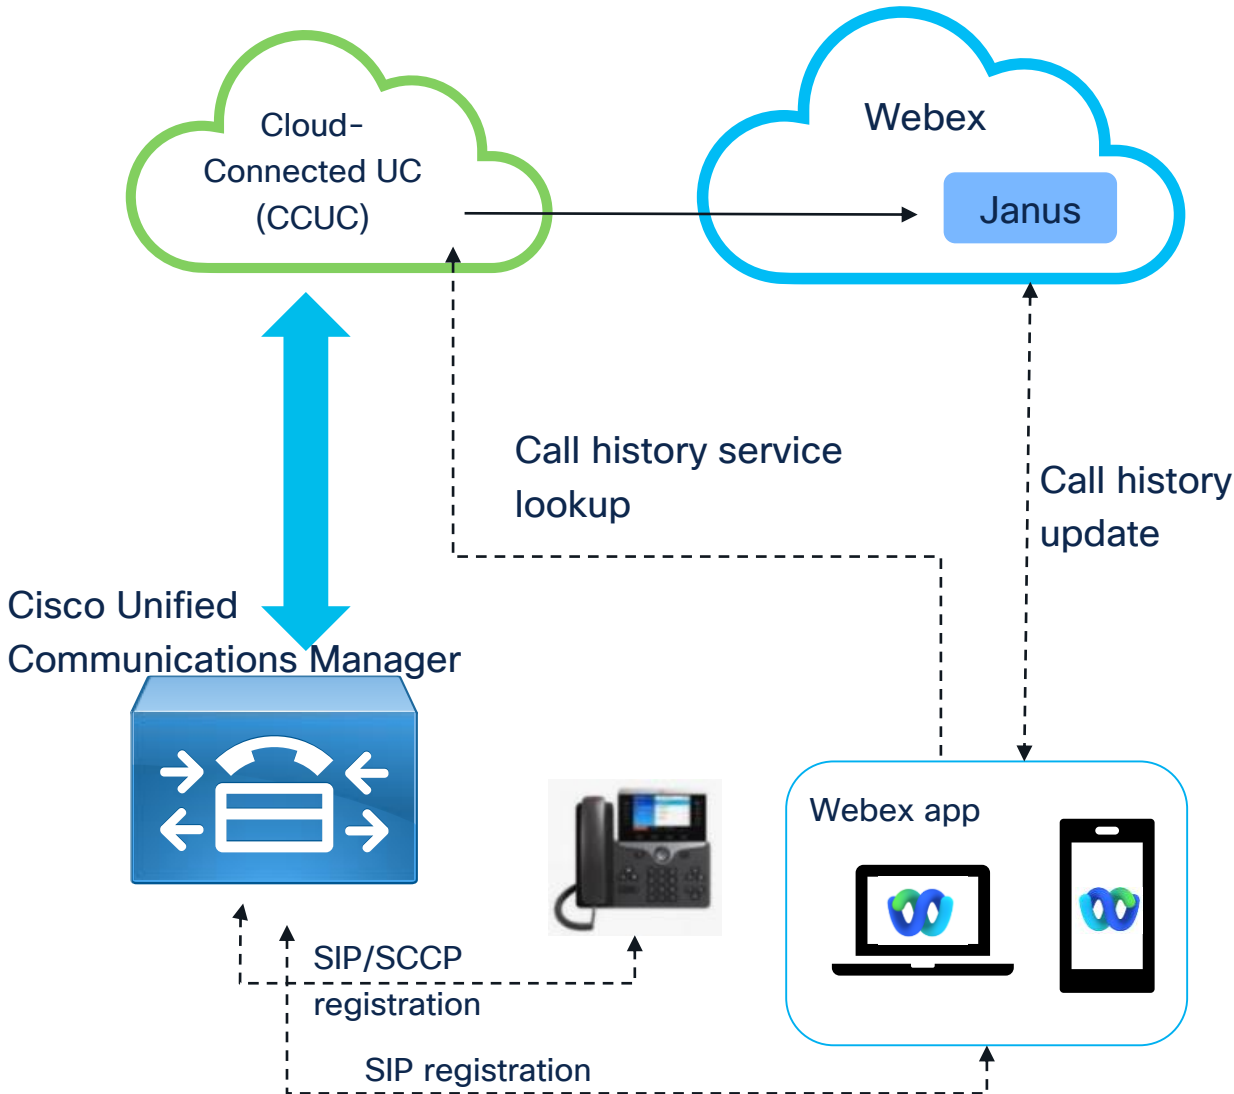 Cloud-
Connected UC
(CCUC)
Webex
Janus
Call history service
lookup
Call history
update
Cisco Unified
Communications Manager
Webex app
SIP/SCCP
registration
SIP registration